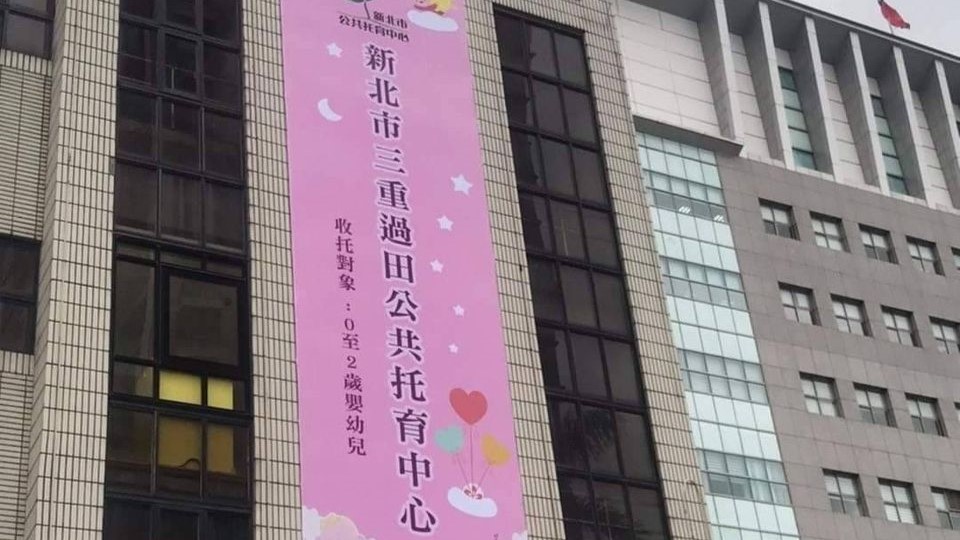 新北市
公共托育中心
新北市三重過田公共托育中心
收托對象：0至2歲嬰幼兒